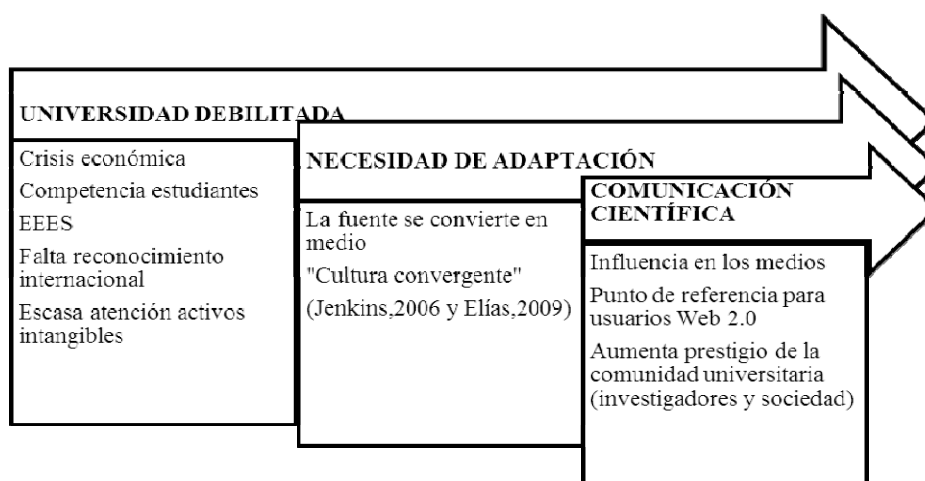 UNIVERSIDAD DEBILITADA
Crisis económica
Competencia estudiantes
EEES
Falta reconocimiento
internacional
Escasa atención activos
intangibles
NECESIDAD DE ADAPTACIÓN
La fuente se convierte en
medio
"Cultura convergente"
(Jenkins,2006 y Elías,2009)
COMUNICACIÓN
CIENTÍFICA
Influencia en los medios
Punto de referencia para
usuarios Web 2.0
Aumenta prestigio de la
comunidad universitaria
(investigadores y sociedad)